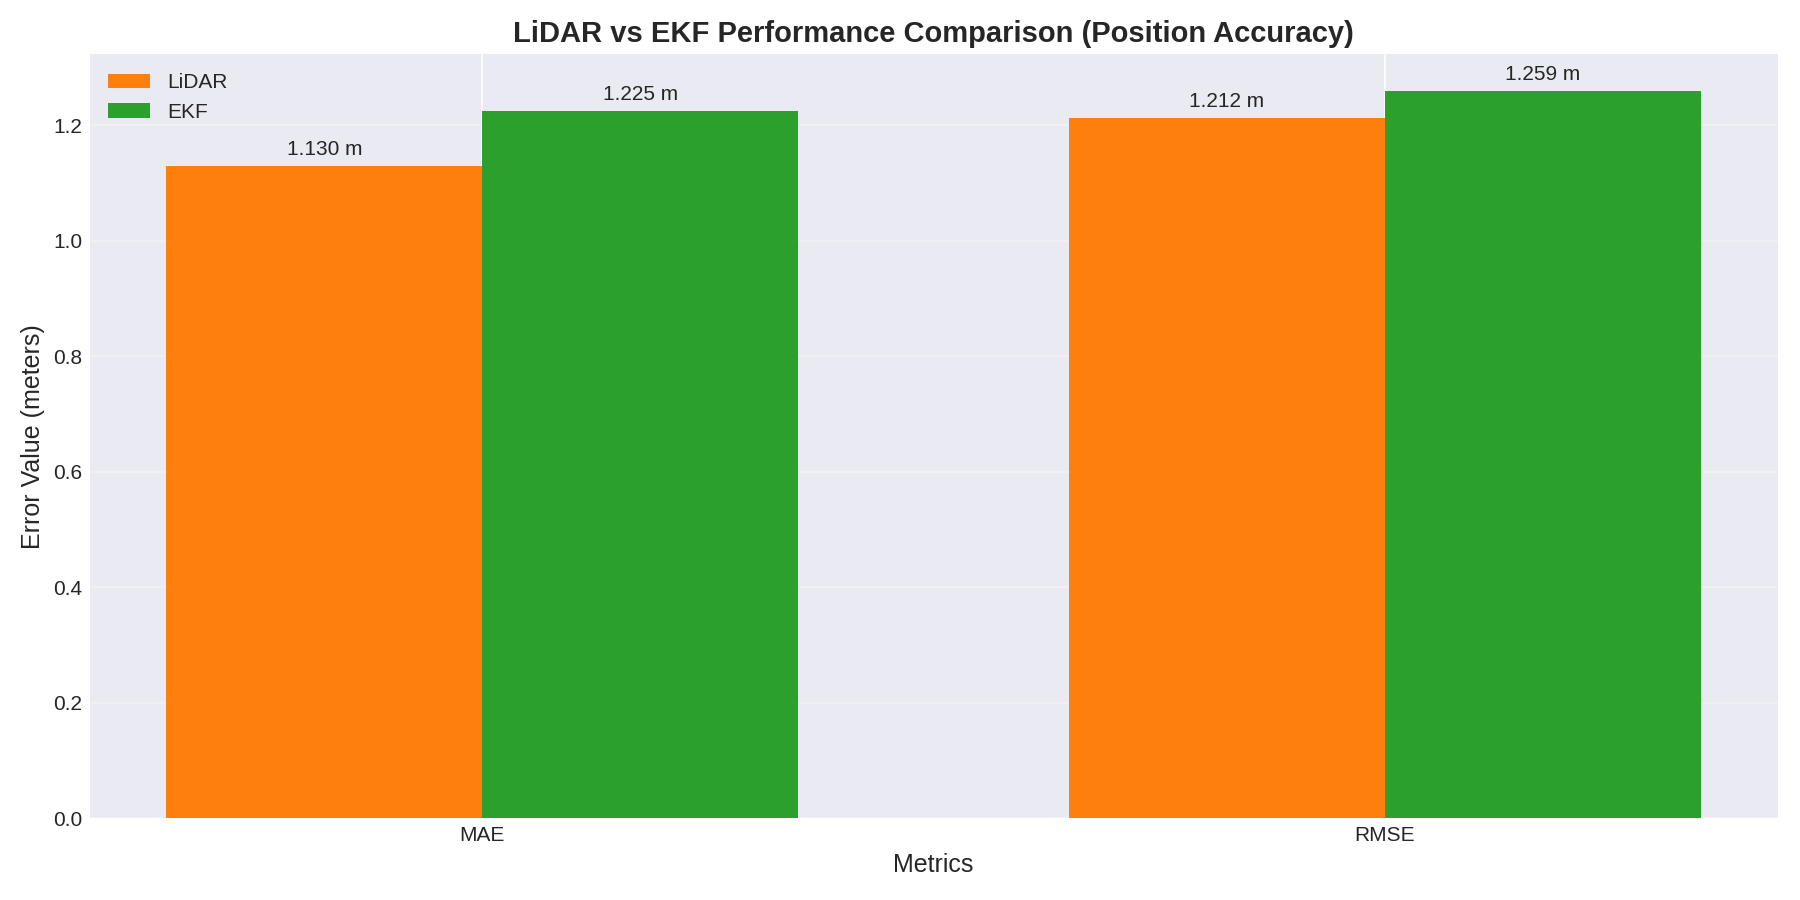 LiDAR vs EKF Performance Comparison (Position Accuracy)
LiDAR
EKF
1.130 m
1.225 m
1.212 m
1.259 m
Error Value (meters)
1.2
1.0
0.8
0.6
0.4
0.2
0.0
MAE
RMSE
Metrics